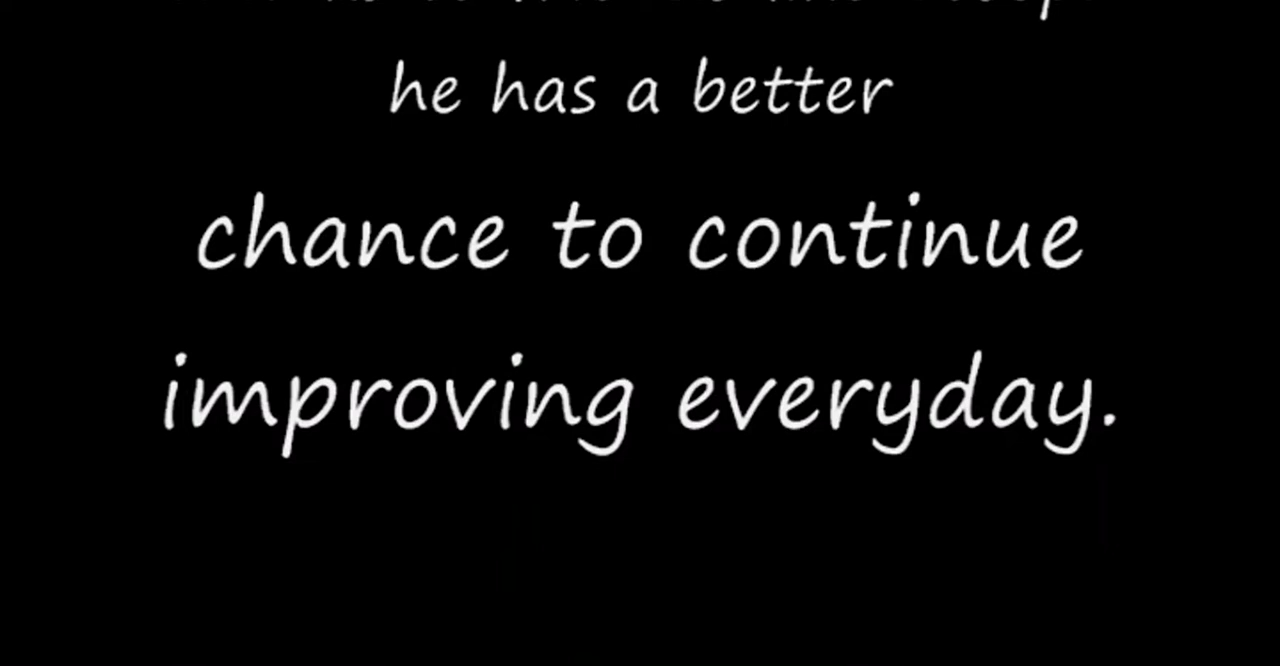 he has a better
chance to continue
improving everyday.